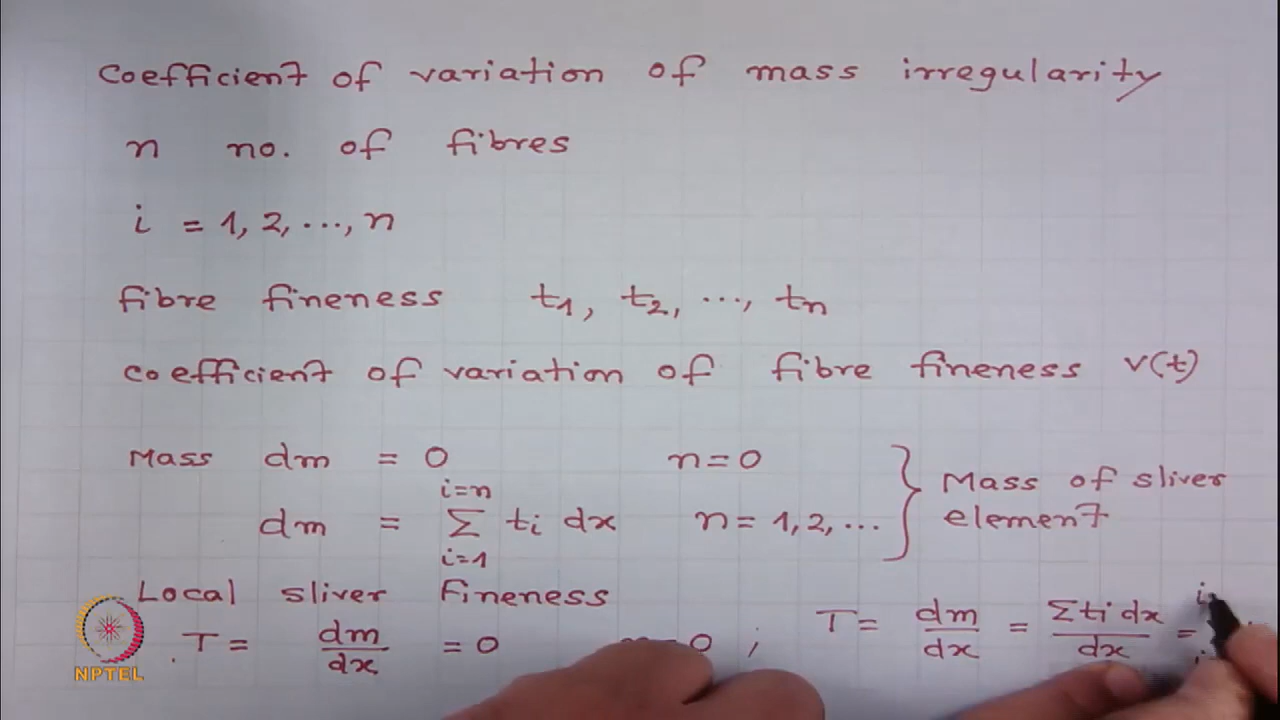 coefficient of variation of mass irregularity
n no. of fibres
i = 1, 2, ..., n
fibre fineness t1, t2, ..., tn
coefficient of variation of fibre fineness v(t)
Mass dm = 0 n=0
i=n
dm = Σ ti dx n= 1, 2, ... } Mass of sliver element
i=1
Local sliver fineness
T = dm/dx = 0 =0 ; T = dm/dx = Σ ti dx/dx =
NPTEL